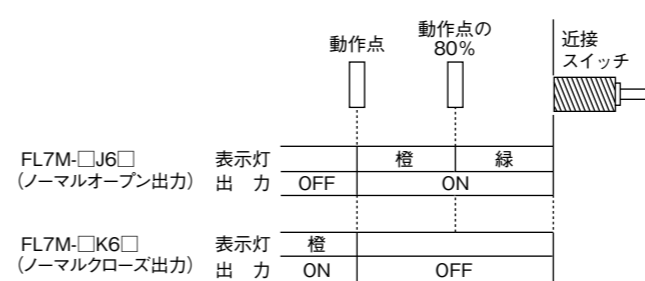 動作点
動作点の
80%
近接
スイッチ
FL7M-□J6□ 表示灯 橙 緑
(ノーマルオープン出力) 出 力 OFF ON
FL7M-□K6□ 表示灯 橙
(ノーマルクローズ出力) 出 力 ON OFF